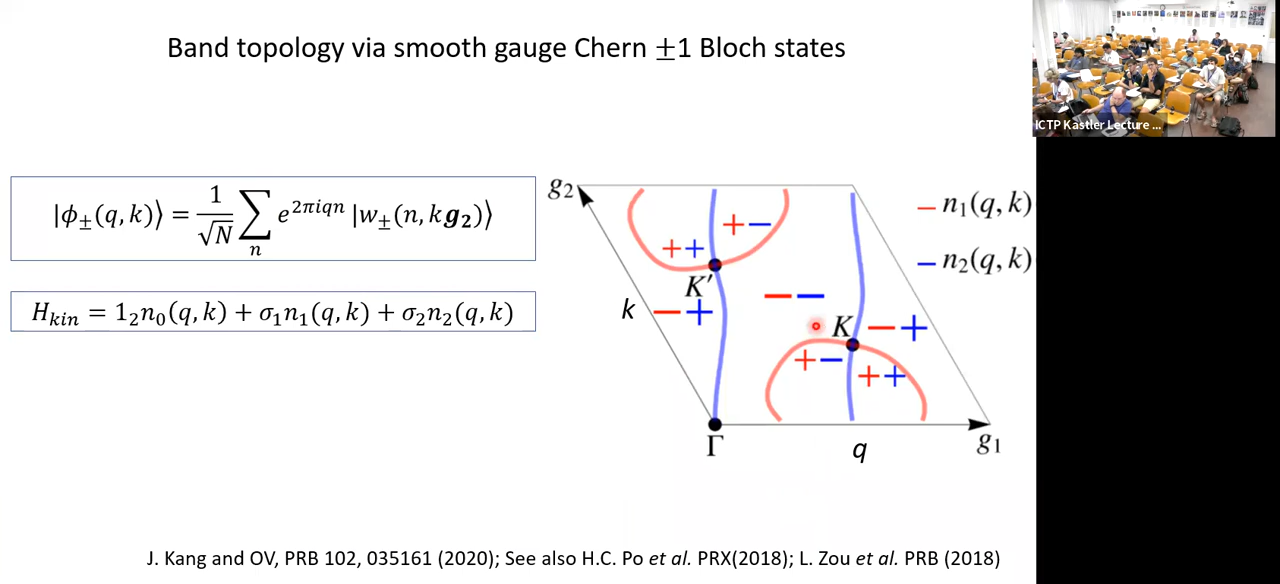 Band topology via smooth gauge Chern ±1 Bloch states
ICTP Kastler Lecture ...
|ϕ±(q, k)⟩ = 1/√N ∑ₙ e^{2πiqn} |w±(n, k𝒈₂)⟩
H_{kin} = 1₂n₀(q, k) + σ₁n₁(q, k) + σ₂n₂(q, k)
g₂
− n₁(q, k)
− n₂(q, k)
+ −
+ +
K′
k
− +
− −
K
− +
+ −
+ +
Γ
q
g₁
J. Kang and OV, PRB 102, 035161 (2020); See also H.C. Po et al. PRX(2018); L. Zou et al. PRB (2018)